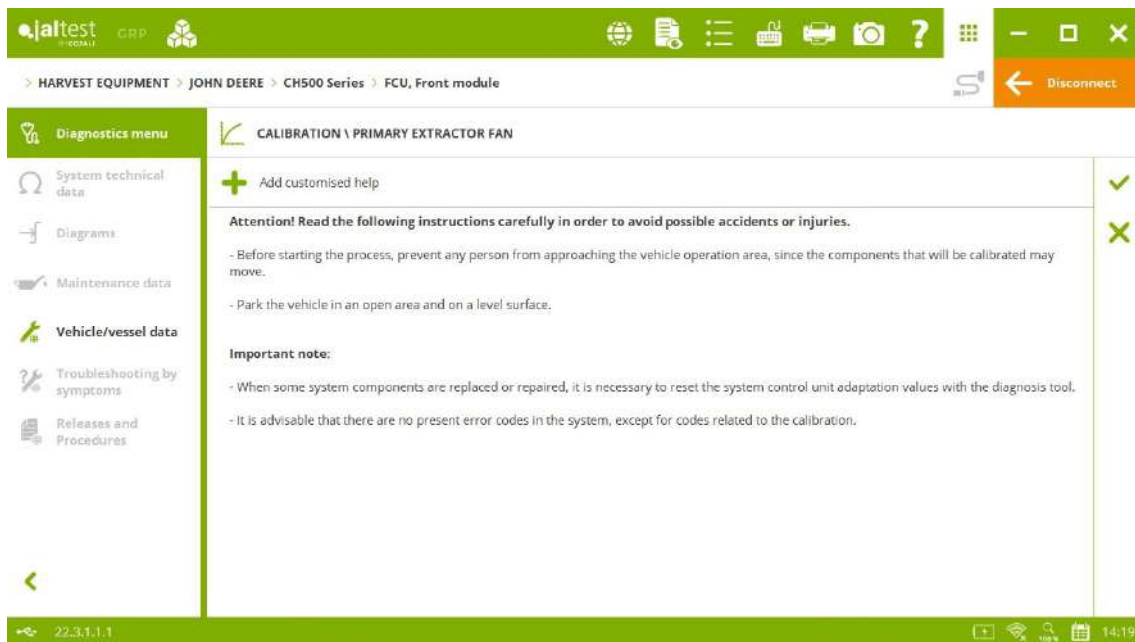 jaltest GRP
BY COJALI
> HARVEST EQUIPMENT > JOHN DEERE > CH500 Series > FCU, Front module
Disconnect
Diagnostics menu
CALIBRATION \ PRIMARY EXTRACTOR FAN
System technical
data
Diagrams
Maintenance data
Vehicle/vessel data
Troubleshooting by
symptoms
Releases and
Procedures
Add customised help
Attention! Read the following instructions carefully in order to avoid possible accidents or injuries.
- Before starting the process, prevent any person from approaching the vehicle operation area, since the components that will be calibrated may
move.
- Park the vehicle in an open area and on a level surface.
Important note:
- When some system components are replaced or repaired, it is necessary to reset the system control unit adaptation values with the diagnosis tool.
- It is advisable that there are no present error codes in the system, except for codes related to the calibration.
22.3.1.1.1
100%
14:19